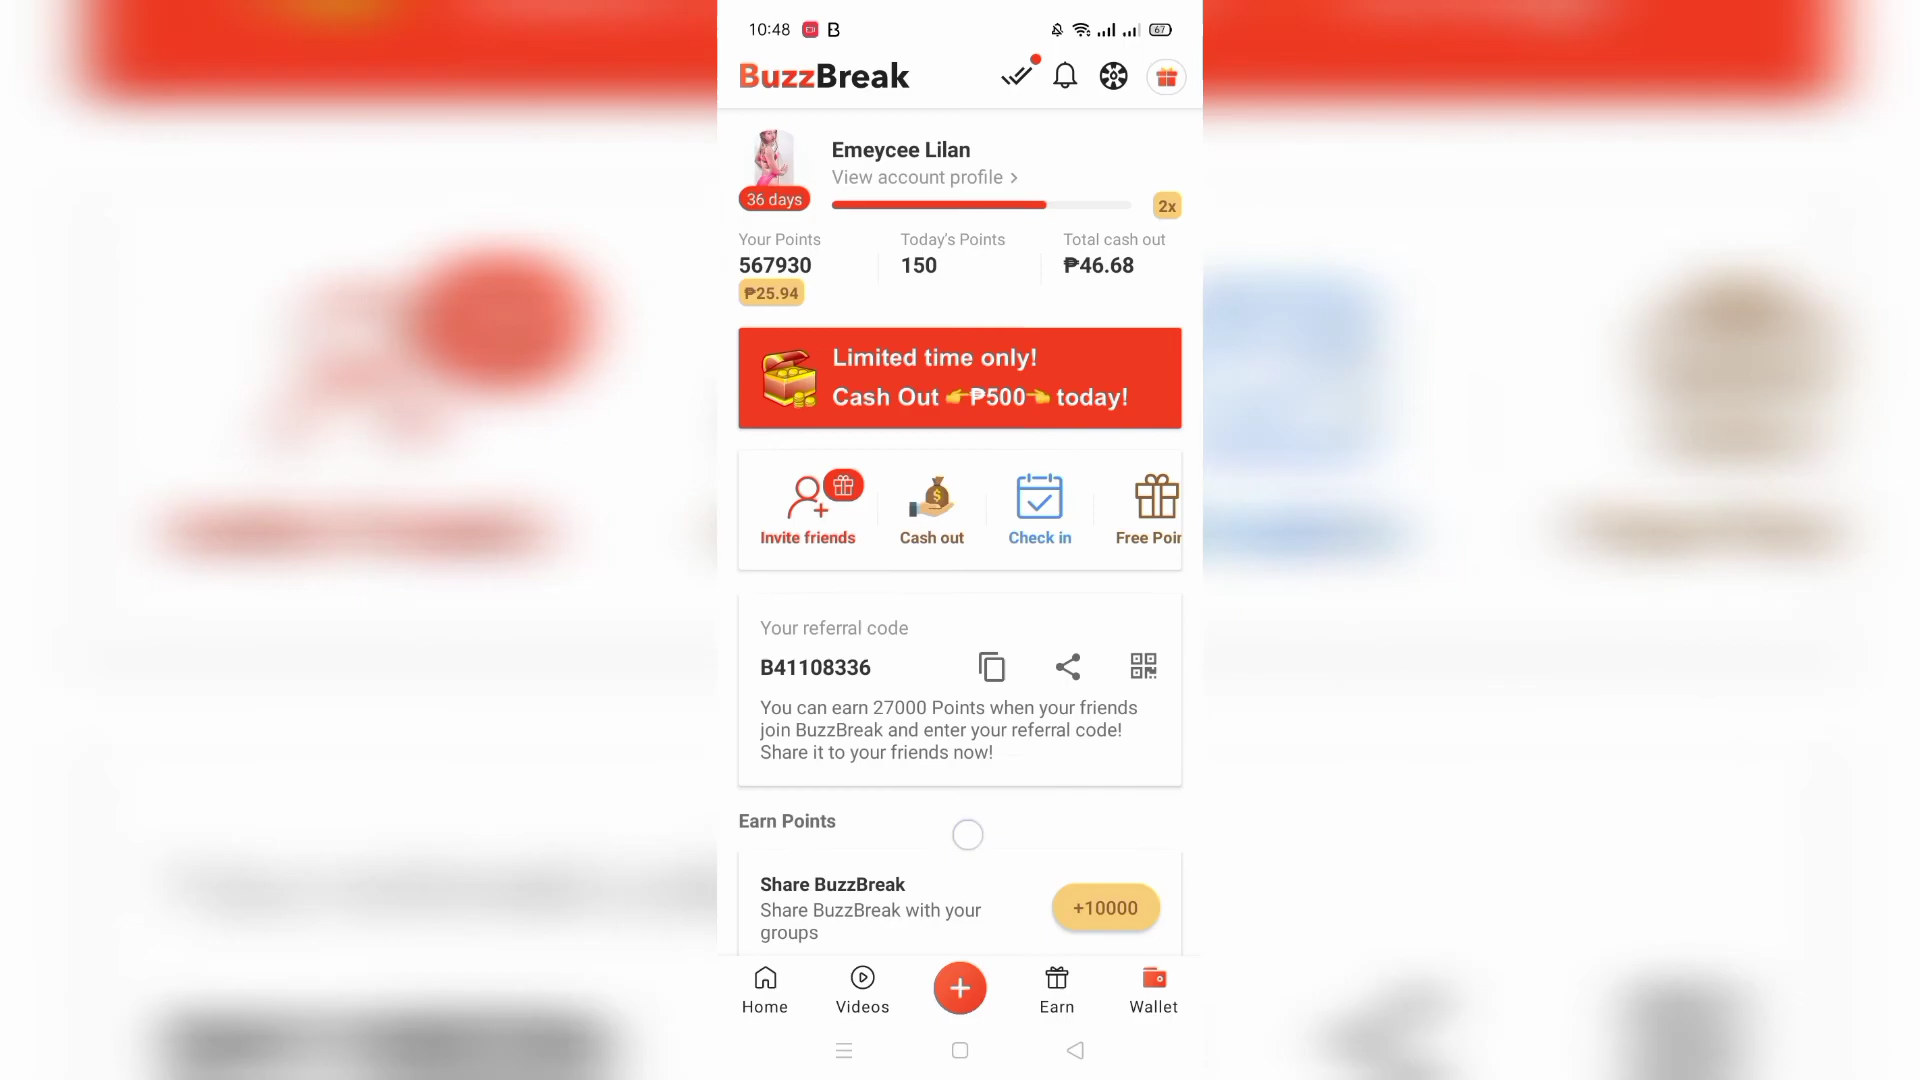 10:48 B 67
BuzzBreak
Emeycee Lilan
View account profile >
36 days
2x
Your Points Today's Points Total cash out
567930 150 ₱46.68
₱25.94
Limited time only!
Cash Out 👉₱500👈 today!
Invite friends Cash out Check in Free Poin
Your referral code
B41108336
You can earn 27000 Points when your friends
join BuzzBreak and enter your referral code!
Share it to your friends now!
Earn Points
Share BuzzBreak
Share BuzzBreak with your
groups
+10000
Home Videos Earn Wallet